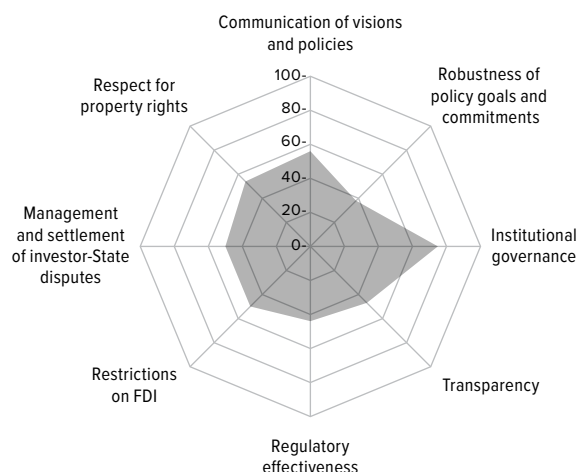 Communication of visions
and policies
Robustness of
policy goals and
commitments
Institutional
governance
Transparency
Regulatory
effectiveness
Restrictions
on FDI
Management
and settlement
of investor-State
disputes
Respect for
property rights
100-
80-
60-
40-
20-
0-